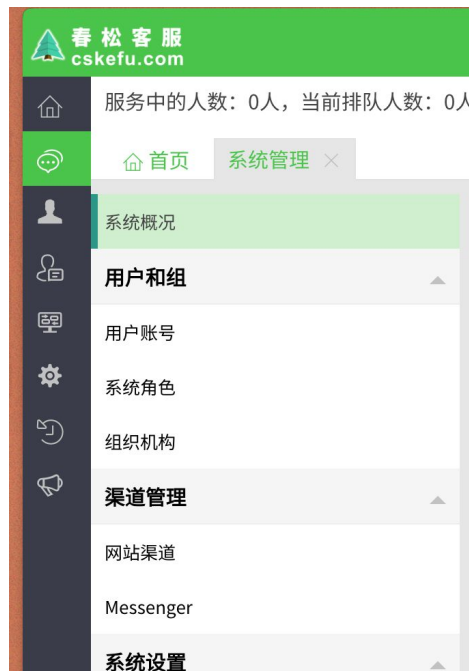 春松客服
cskefu.com
服务中的人数：0人，当前排队人数：0人
首页 系统管理
系统概况
用户和组
用户账号
系统角色
组织机构
渠道管理
网站渠道
Messenger
系统设置